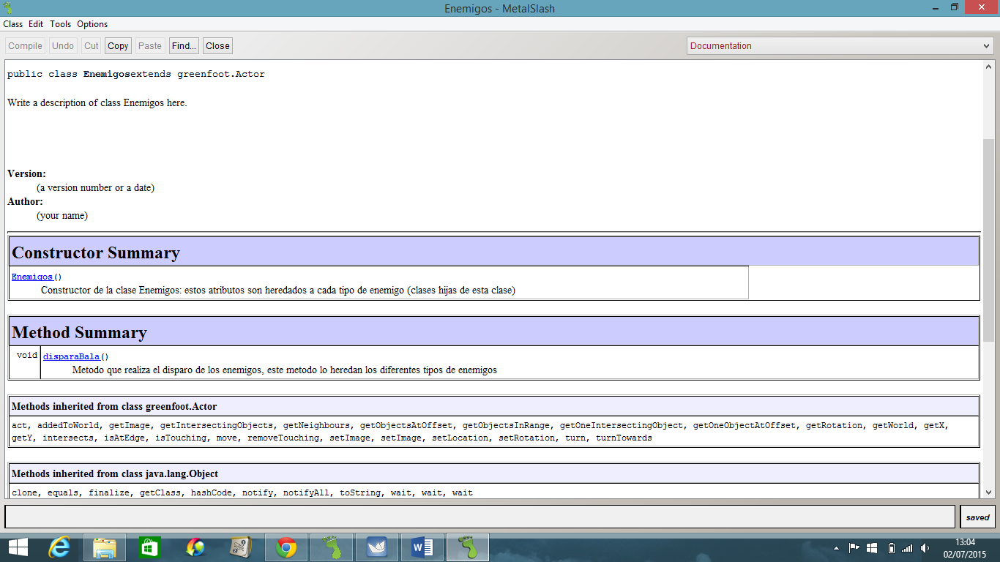 Enemigos - MetalSlash
Class Edit Tools Options
Compile Undo Cut Copy Paste Find... Close Documentation
public class Enemigosextends greenfoot.Actor
Write a description of class Enemigos here.
Version:
(a version number or a date)
Author:
(your name)
Constructor Summary
Enemigos()
Constructor de la clase Enemigos: estos atributos son heredados a cada tipo de enemigo (clases hijas de esta clase)
Method Summary
void disparaBala()
Metodo que realiza el disparo de los enemigos, este metodo lo heredan los diferentes tipos de enemigos
Methods inherited from class greenfoot.Actor
act, addedToWorld, getImage, getIntersectingObjects, getNeighbours, getObjectsAtOffset, getObjectsInRange, getOneIntersectingObject, getOneObjectAtOffset, getRotation, getWorld, getX,
getY, intersects, isAtEdge, isTouching, move, removeTouching, setImage, setImage, setLocation, setRotation, turn, turnTowards
Methods inherited from class java.lang.Object
clone, equals, finalize, getClass, hashCode, notify, notifyAll, toString, wait, wait, wait
saved
13:04
02/07/2015